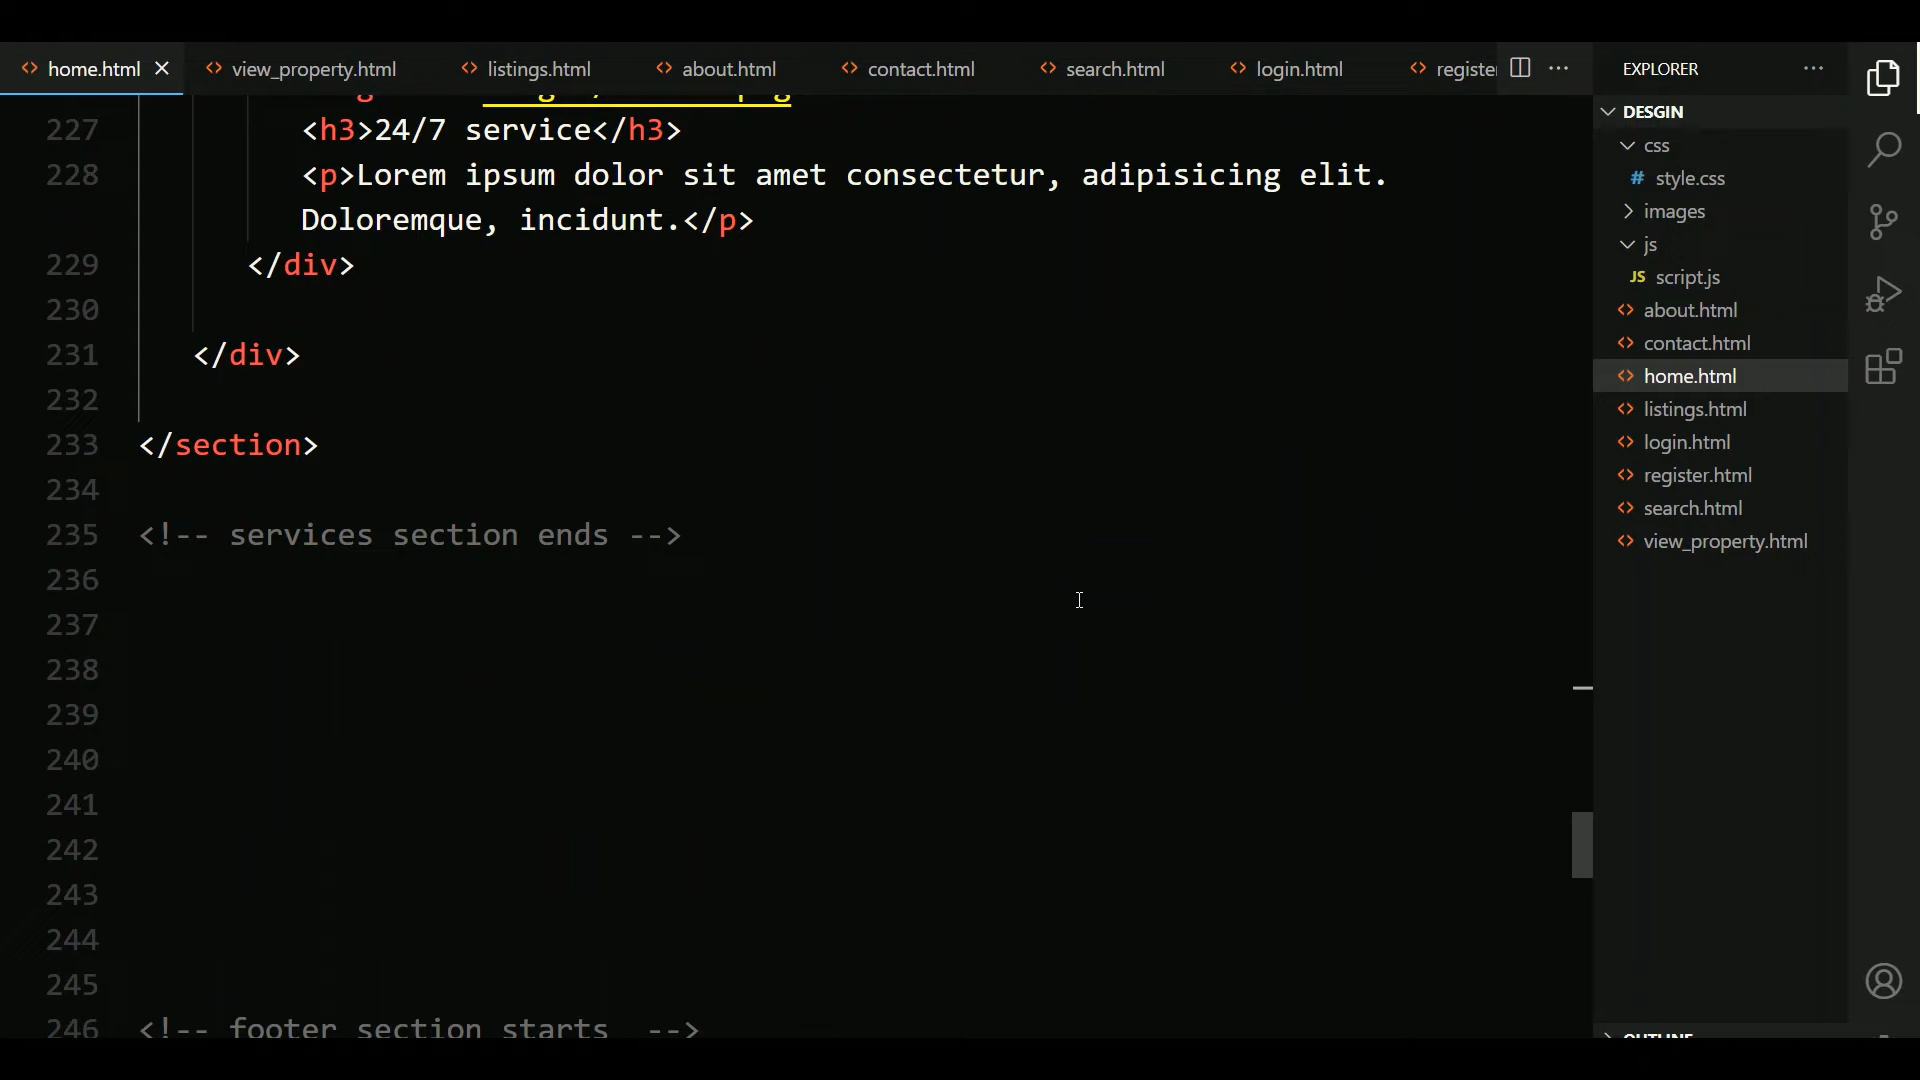 home.html
view_property.html
listings.html
about.html
contact.html
search.html
login.html
register
EXPLORER
DESGIN
css
# style.css
images
js
JS script.js
about.html
contact.html
home.html
listings.html
login.html
register.html
search.html
view_property.html
227 <h3>24/7 service</h3>
228 <p>Lorem ipsum dolor sit amet consectetur, adipisicing elit.
Doloremque, incidunt.</p>
229 </div>
230
231 </div>
232
233 </section>
234
235 <!-- services section ends -->
236
237
238
239
240
241
242
243
244
245
246 <!-- footer section starts  -->
OUTLINE